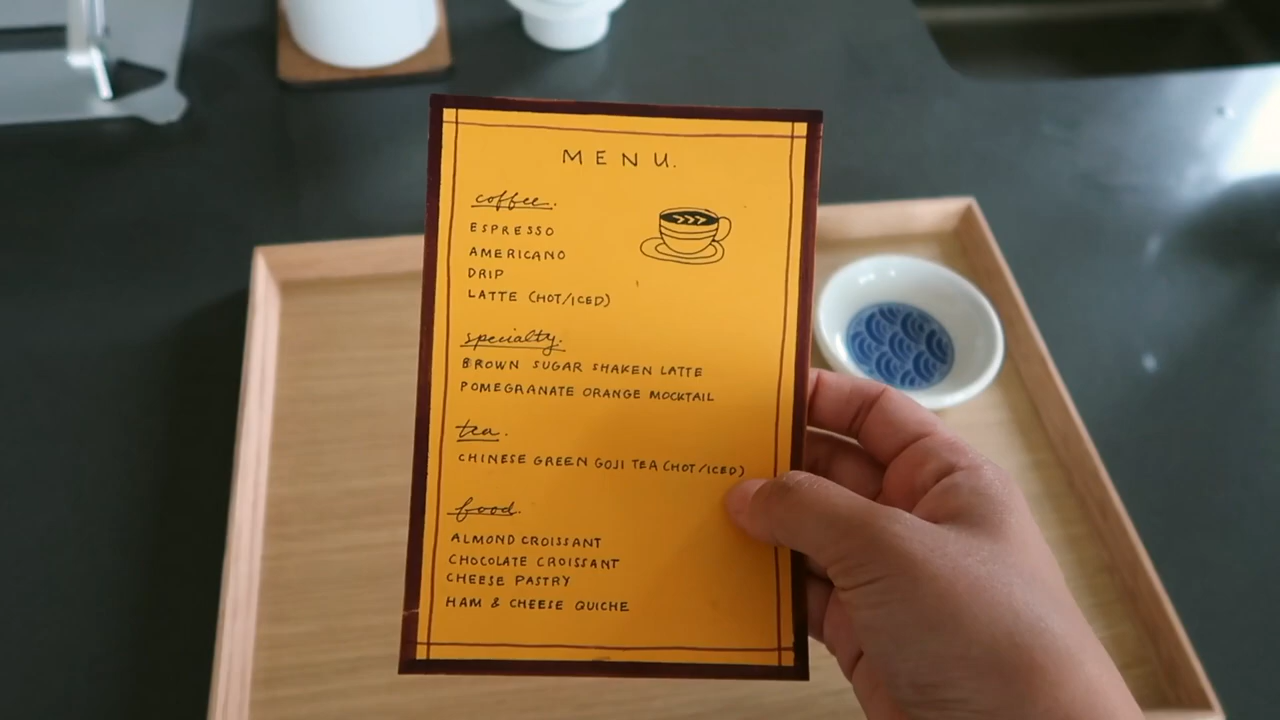 MENU.
coffee.
ESPRESSO
AMERICANO
DRIP
LATTE (HOT/ICED)
specialty.
BROWN SUGAR SHAKEN LATTE
POMEGRANATE ORANGE MOCKTAIL
tea.
CHINESE GREEN GOJI TEA (HOT/ICED)
food.
ALMOND CROISSANT
CHOCOLATE CROISSANT
CHEESE PASTRY
HAM & CHEESE QUICHE